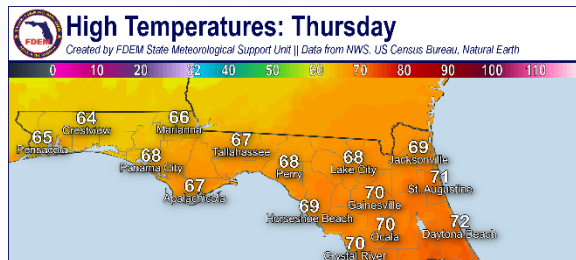 FDEM
High Temperatures: Thursday
Created by FDEM State Meteorological Support Unit || Data from NWS. US Census Bureau, Natural Earth
0 10 20 30 32 40 50 60 70 80 90 100 110
64
Crestview
66
Marianna
65
Pensacola
67
Tallahassee
68
Panama City
68
Perry
68
Lake City
69
Jacksonville
67
Apalachicola
71
St. Augustine
70
Gainesville
69
Horseshoe Beach
72
Daytona Beach
70
Ocala
70
Crystal River